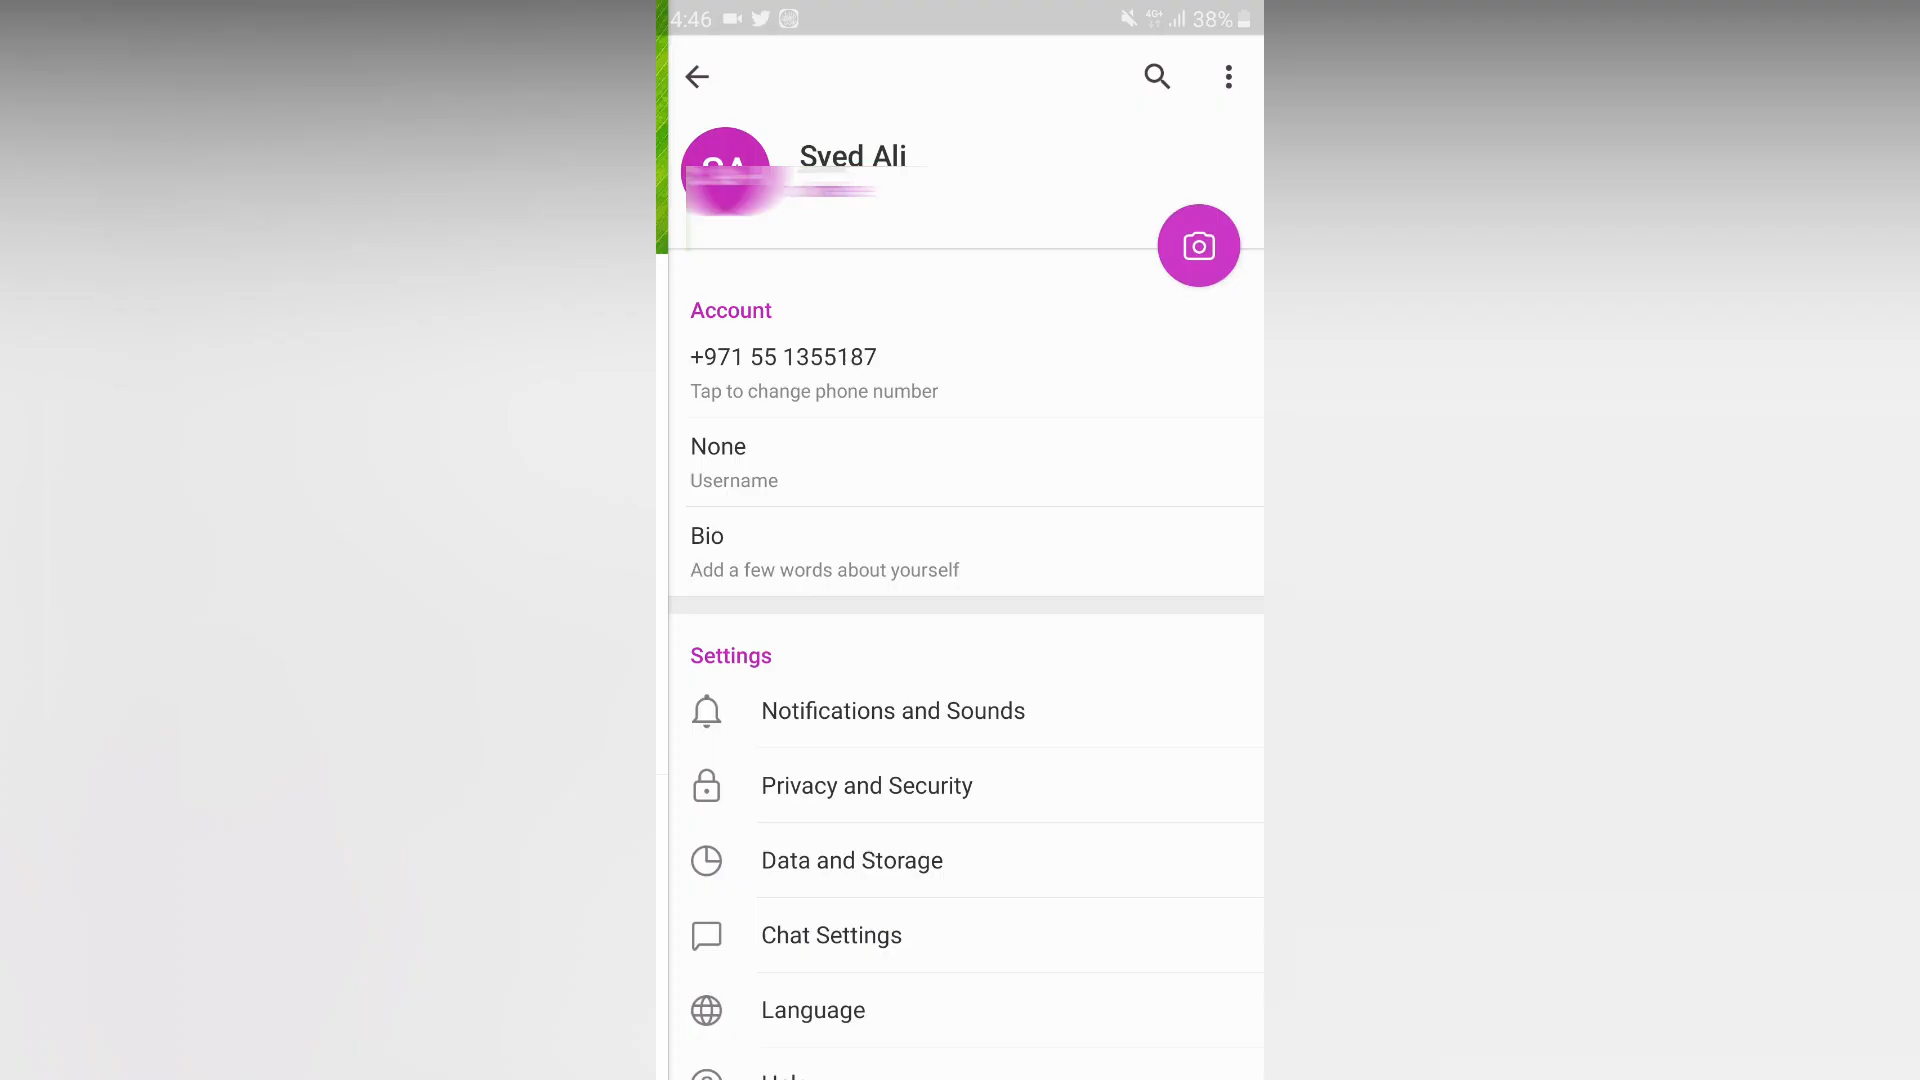 4:46 4G+ 38%
Syed Ali
Account
+971 55 1355187
Tap to change phone number
None
Username
Bio
Add a few words about yourself
Settings
Notifications and Sounds
Privacy and Security
Data and Storage
Chat Settings
Language